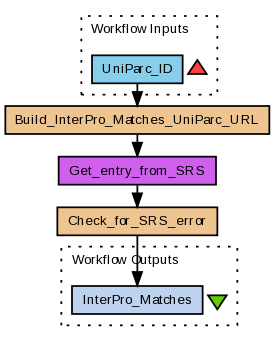 Workflow Inputs
UniParc_ID
Build_InterPro_Matches_UniParc_URL
Get_entry_from_SRS
Check_for_SRS_error
Workflow Outputs
InterPro_Matches